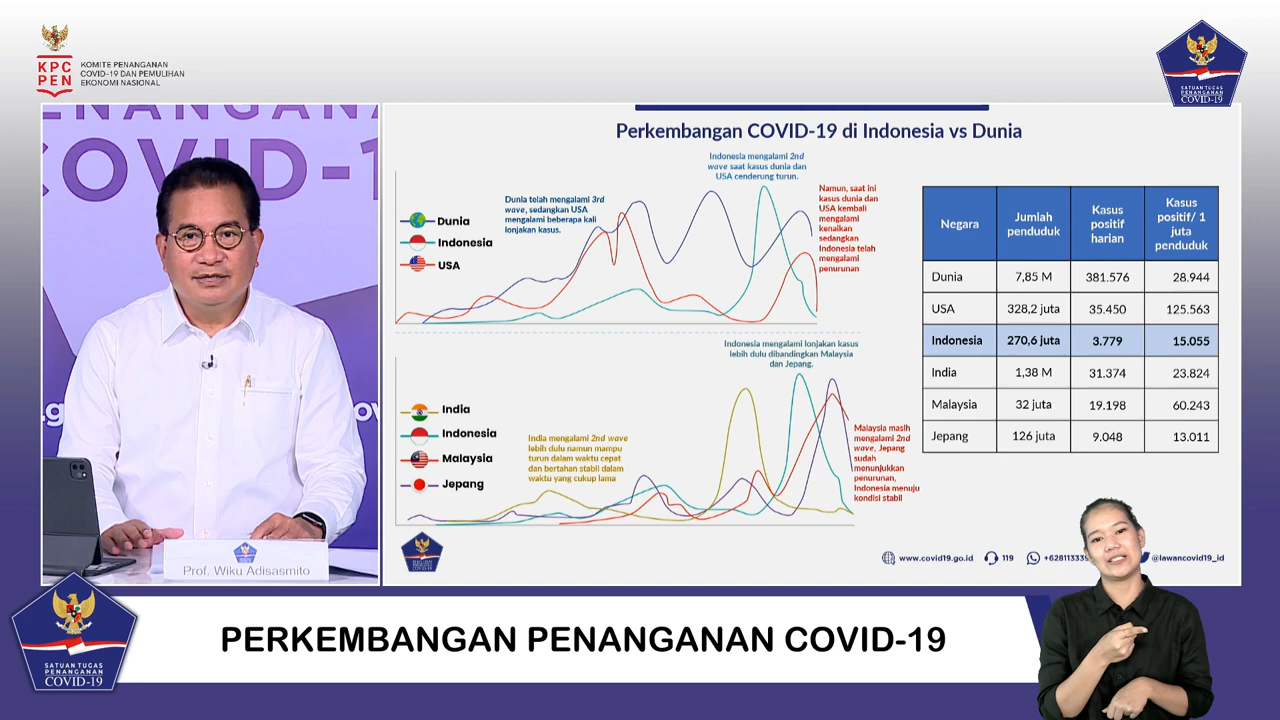 KPC
PEN
KOMITE PENANGANAN
COVID-19 DAN PEMULIHAN
EKONOMI NASIONAL
SATUAN TUGAS
PENANGANAN
COVID-19
ENANGANA
COVID-1
Prof. Wiku Adisasmito
Perkembangan COVID-19 di Indonesia vs Dunia
Indonesia mengalami 2nd
wave saat kasus dunia dan
USA cenderung turun.
Dunia telah mengalami 3rd
wave, sedangkan USA
mengalami beberapa kali
lonjakan kasus.
Namun, saat ini
kasus dunia dan
USA kembali
mengalami
kenaikan
sedangkan
Indonesia telah
mengalami
penurunan
Dunia
Indonesia
USA
Indonesia mengalami lonjakan kasus
lebih dulu dibandingkan Malaysia
dan Jepang.
India
Indonesia
Malaysia
Jepang
India mengalami 2nd wave
lebih dulu namun mampu
turun dalam waktu cepat
dan bertahan stabil dalam
waktu yang cukup lama
Malaysia masih
mengalami 2nd
wave, Jepang
sudah
menunjukkan
penurunan,
Indonesia menuju
kondisi stabil
Negara Jumlah penduduk Kasus positif harian Kasus positif/ 1 juta penduduk
Dunia 7,85 M 381.576 28.944
USA 328,2 juta 35.450 125.563
Indonesia 270,6 juta 3.779 15.055
India 1,38 M 31.374 23.824
Malaysia 32 juta 19.198 60.243
Jepang 126 juta 9.048 13.011
www.covid19.go.id 119 @lawancovid19_id
SATUAN TUGAS
PENANGANAN
COVID-19
PERKEMBANGAN PENANGANAN COVID-19